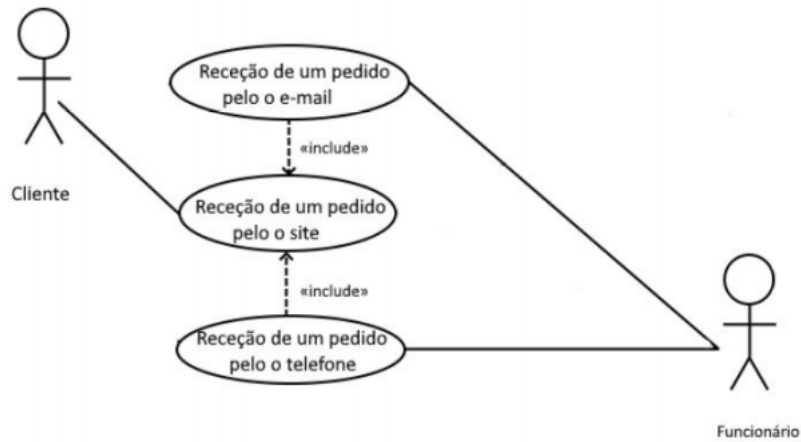 Receção de um pedido
pelo o e-mail
«include»
Cliente
Receção de um pedido
pelo o site
«include»
Receção de um pedido
pelo o telefone
Funcionário